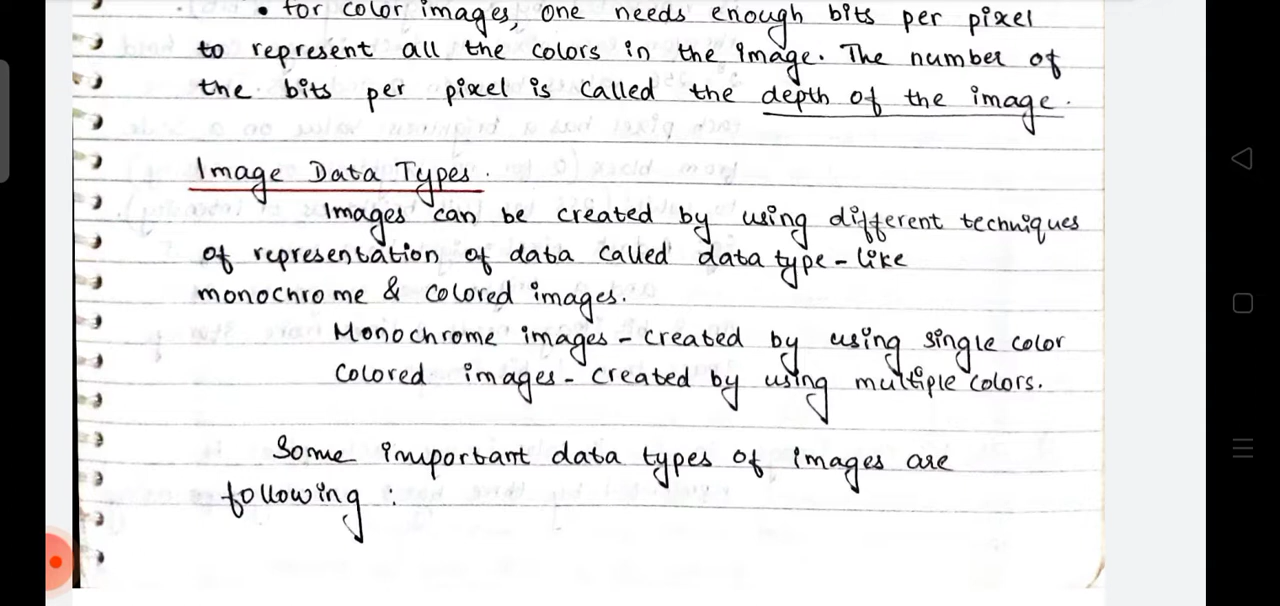 • For color images, one needs enough bits per pixel
to represent all the colors in the image. The number of
the bits per pixel is called the depth of the image.
Image Data Types.
Images can be created by using different techniques
of representation of data called data type - like
monochrome & colored images.
Monochrome images - created by using single color
Colored images - created by using multiple colors.
Some important data types of images are
following.